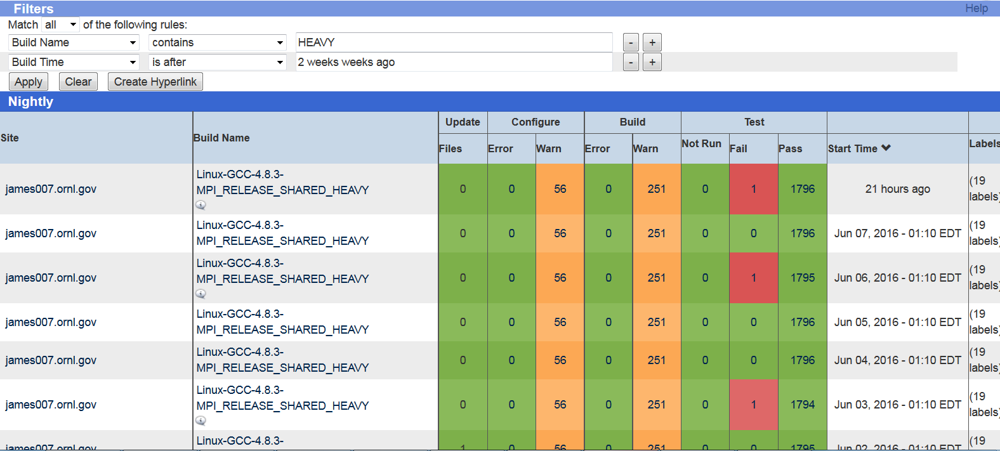 Filters Help
Match all of the following rules:
Build Name contains HEAVY - +
Build Time is after 2 weeks weeks ago - +
Apply Clear Create Hyperlink
Nightly
Site Build Name Update Configure Build Test Labels
Files Error Warn Error Warn Not Run Fail Pass Start Time
james007.ornl.gov Linux-GCC-4.8.3-
MPI_RELEASE_SHARED_HEAVY 0 0 56 0 251 0 1 1796 21 hours ago (19
labels)
james007.ornl.gov Linux-GCC-4.8.3-
MPI_RELEASE_SHARED_HEAVY 0 0 56 0 251 0 0 1796 Jun 07, 2016 - 01:10 EDT (19
labels)
james007.ornl.gov Linux-GCC-4.8.3-
MPI_RELEASE_SHARED_HEAVY 0 0 56 0 251 0 1 1795 Jun 06, 2016 - 01:10 EDT (19
labels)
james007.ornl.gov Linux-GCC-4.8.3-
MPI_RELEASE_SHARED_HEAVY 0 0 56 0 251 0 0 1796 Jun 05, 2016 - 01:10 EDT (19
labels)
james007.ornl.gov Linux-GCC-4.8.3-
MPI_RELEASE_SHARED_HEAVY 0 0 56 0 251 0 0 1796 Jun 04, 2016 - 01:10 EDT (19
labels)
james007.ornl.gov Linux-GCC-4.8.3-
MPI_RELEASE_SHARED_HEAVY 0 0 56 0 251 0 1 1794 Jun 03, 2016 - 01:10 EDT (19
labels)
Linux-GCC-4.8.3- (19
james007.ornl.gov 1 0 56 0 251 0 0 1795 Jun 02, 2016 - 01:10 EDT